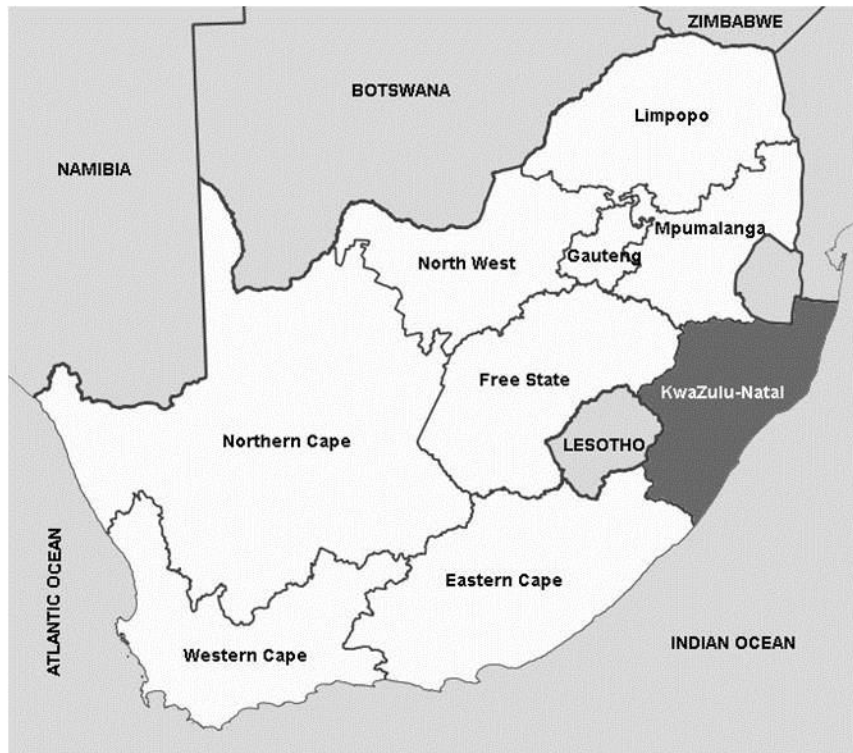 ZIMBABWE
BOTSWANA
Limpopo
NAMIBIA
Mpumalanga
North West
Gauteng
Free State
KwaZulu-Natal
Northern Cape
LESOTHO
ATLANTIC OCEAN
Eastern Cape
Western Cape
INDIAN OCEAN